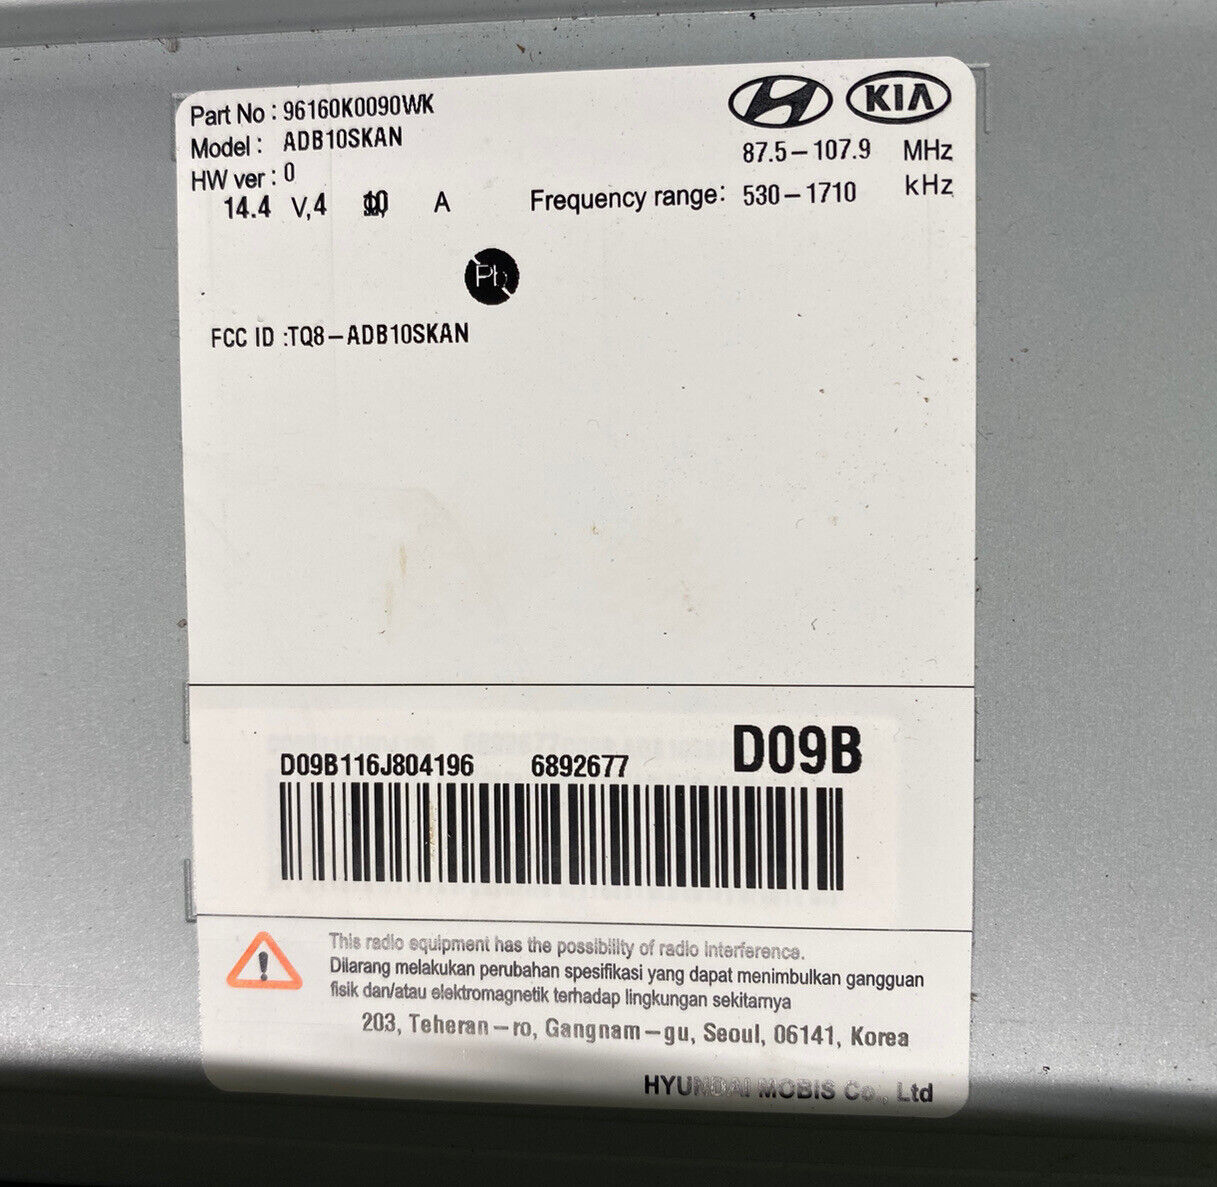 Part No : 96160K0090WK
Model : ADB10SKAN
HW ver : 0
14.4 V,4 A
KIA
87.5-107.9 MHz
Frequency range: 530-1710 kHz
Pb
FCC ID :TQ8-ADB10SKAN
D09B
D09B116J804196 6892677
This radio equipment has the possibility of radio interference.
Dilarang melakukan perubahan spesifikasi yang dapat menimbulkan gangguan
fisik dan/atau elektromagnetik terhadap lingkungan sekitarnya
203, Teheran-ro, Gangnam-gu, Seoul, 06141, Korea
HYUNDAI MOBIS Co., Ltd